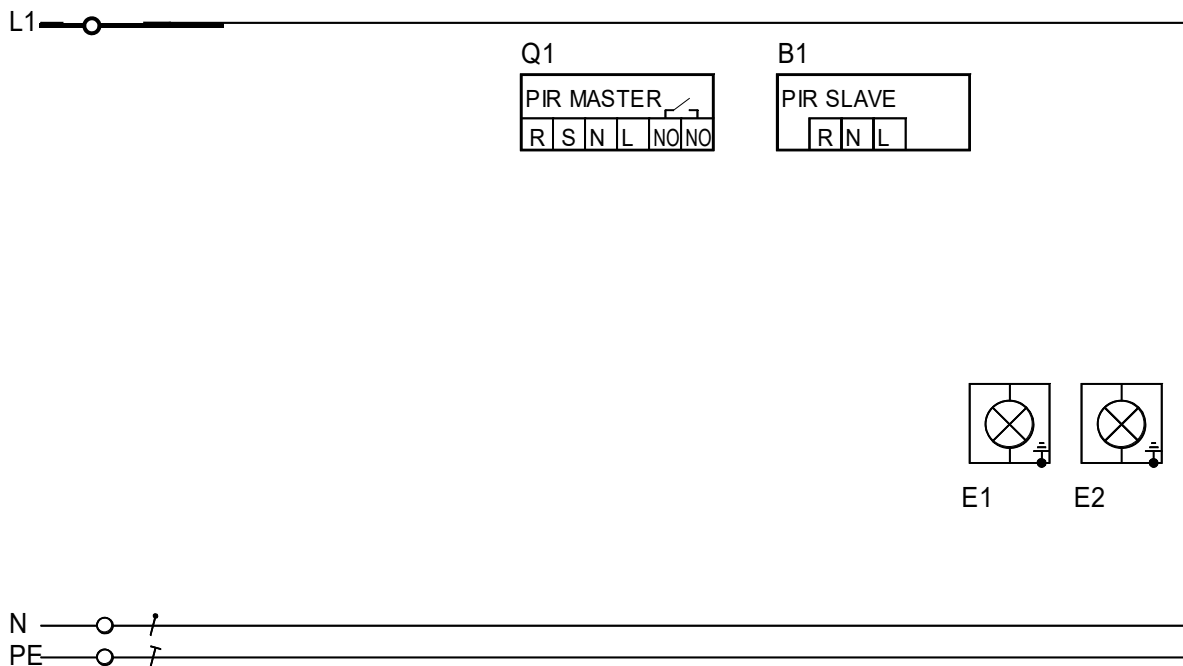 L1
Q1 B1
PIR MASTER PIR SLAVE
R S N L NO NO R N L
E1 E2
N
PE